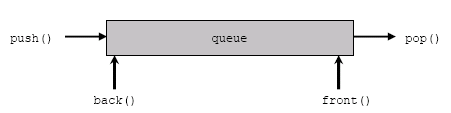 push() queue pop()
back() front()